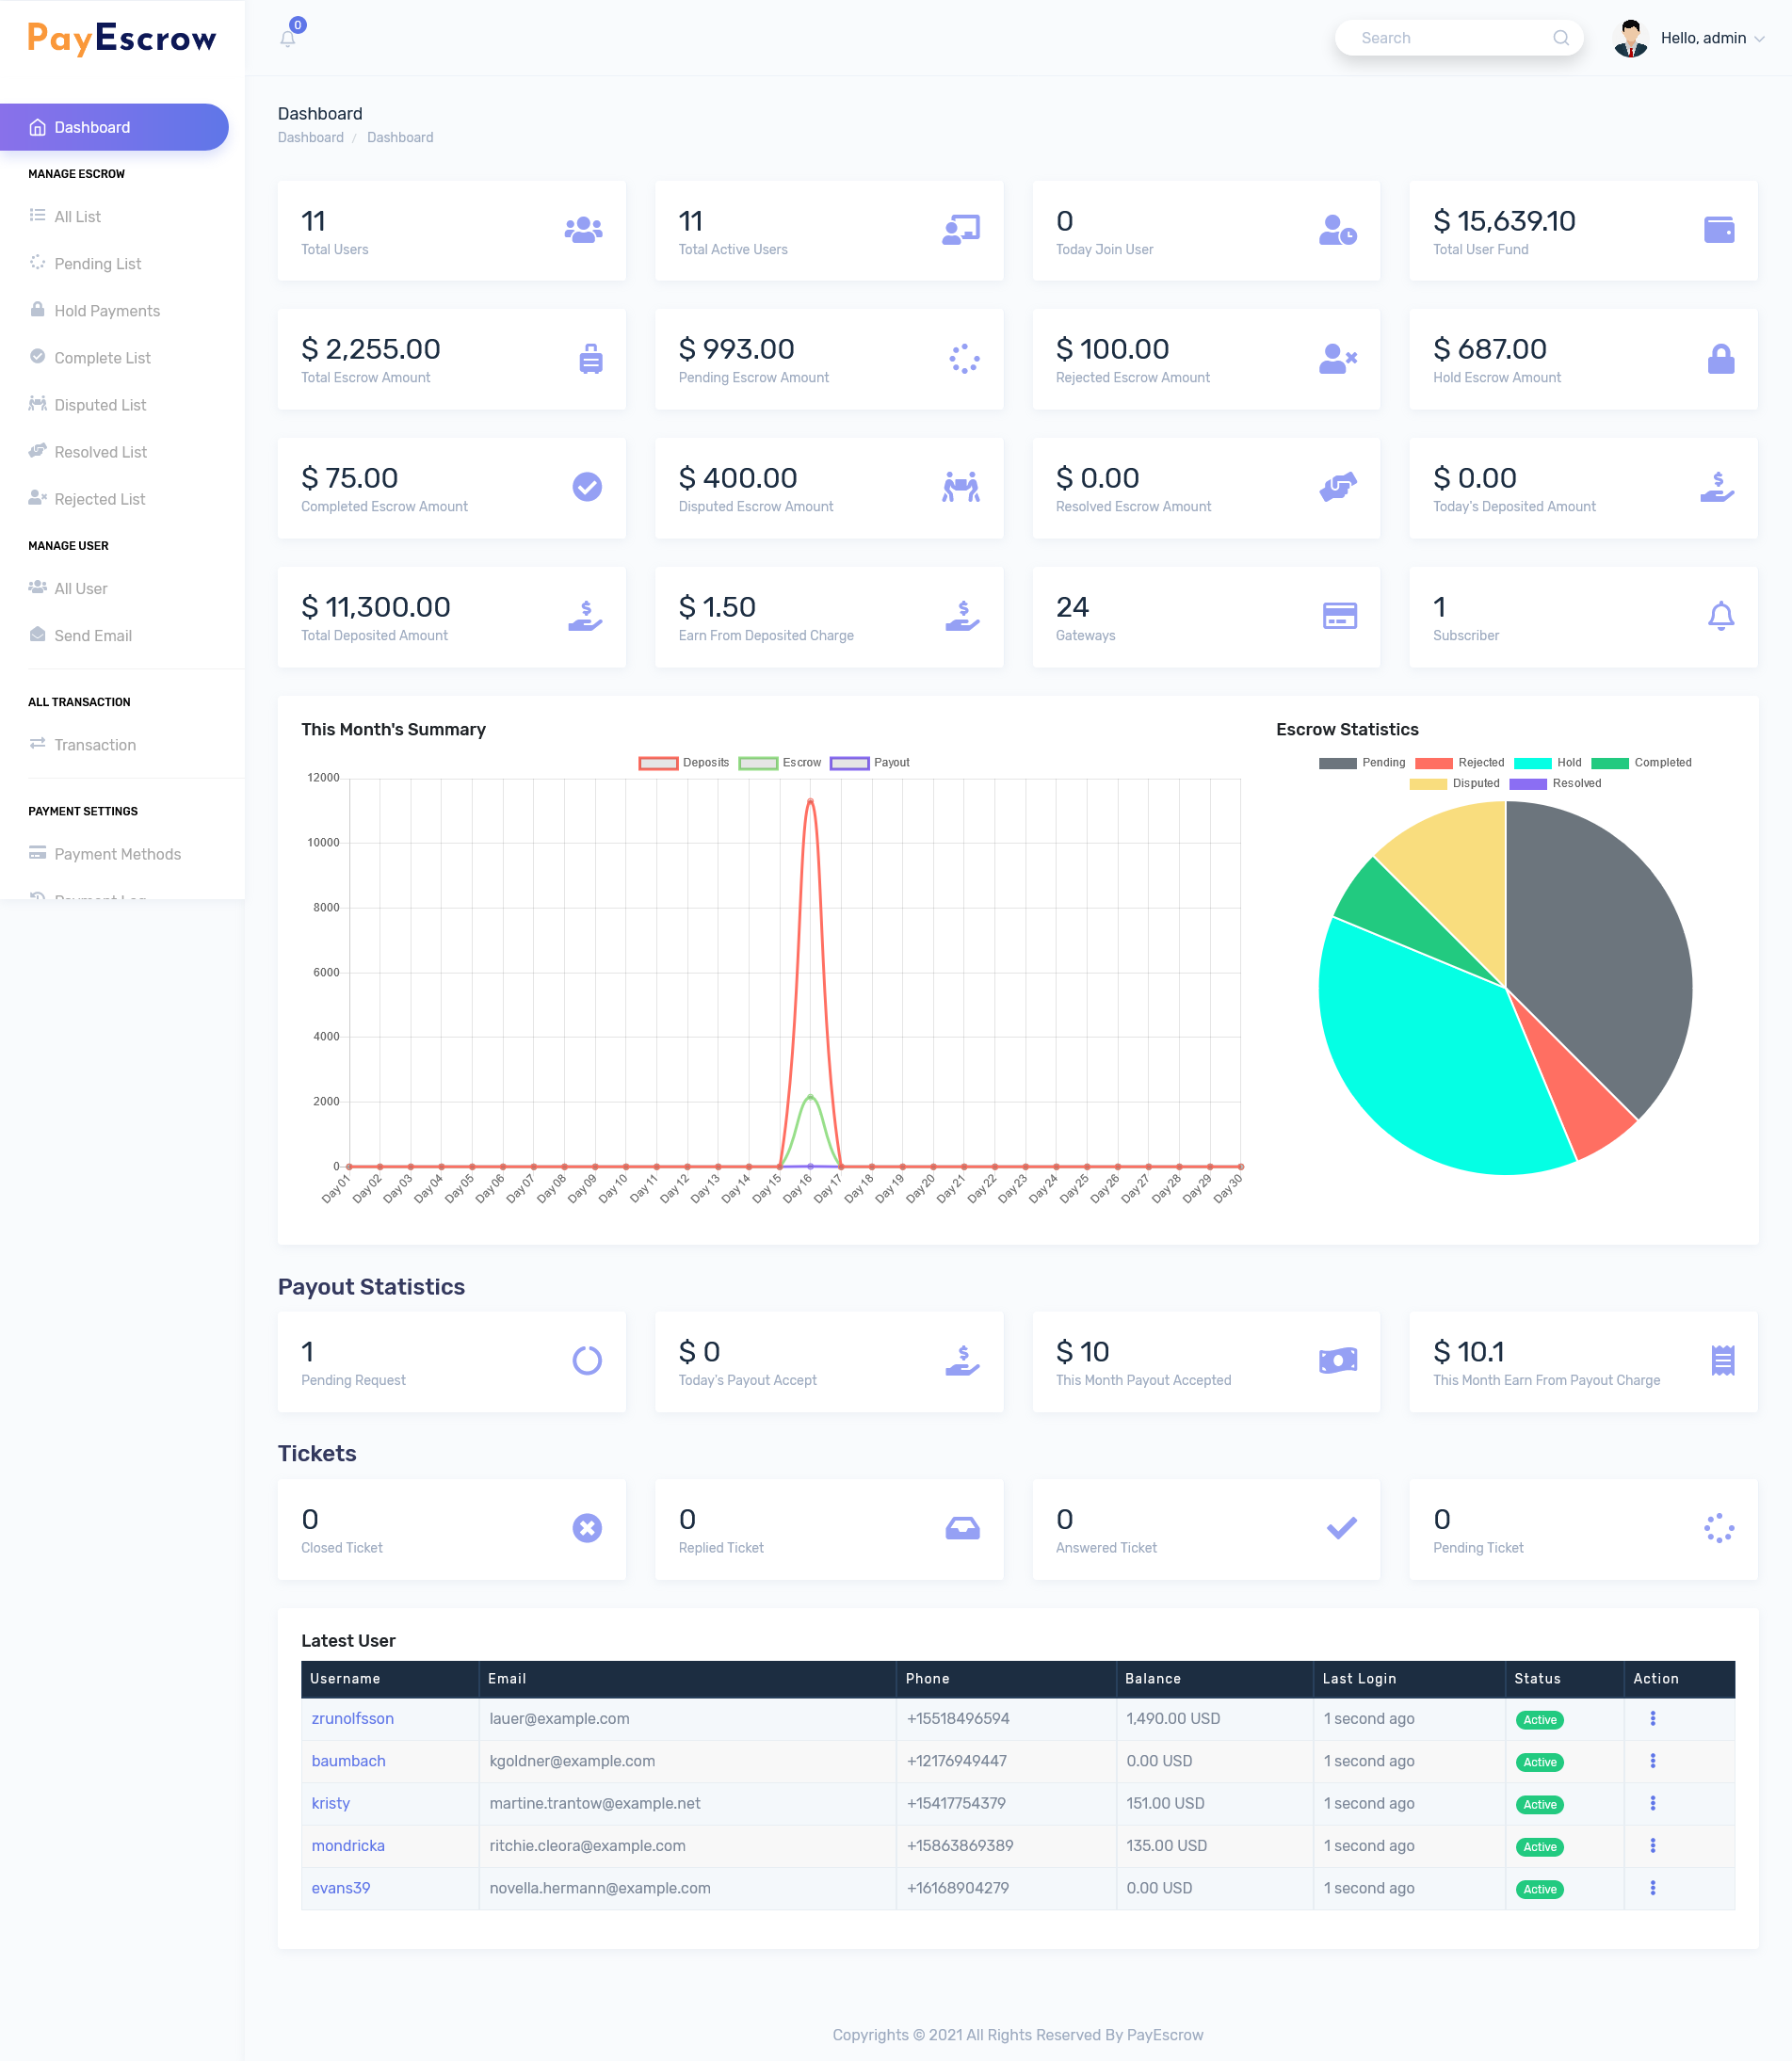 PayEscrow
0
Search
Hello, admin
Dashboard
MANAGE ESCROW
All List
Pending List
Hold Payments
Complete List
Disputed List
Resolved List
Rejected List
MANAGE USER
All User
Send Email
ALL TRANSACTION
Transaction
PAYMENT SETTINGS
Payment Methods
Dashboard
Dashboard / Dashboard
11
Total Users
11
Total Active Users
0
Today Join User
$ 15,639.10
Total User Fund
$ 2,255.00
Total Escrow Amount
$ 993.00
Pending Escrow Amount
$ 100.00
Rejected Escrow Amount
$ 687.00
Hold Escrow Amount
$ 75.00
Completed Escrow Amount
$ 400.00
Disputed Escrow Amount
$ 0.00
Resolved Escrow Amount
$ 0.00
Today's Deposited Amount
$ 11,300.00
Total Deposited Amount
$ 1.50
Earn From Deposited Charge
24
Gateways
1
Subscriber
This Month's Summary
Deposits Escrow Payout
12000
10000
8000
6000
4000
2000
0
Day 01 Day 02 Day 03 Day 04 Day 05 Day 06 Day 07 Day 08 Day 09 Day 10 Day 11 Day 12 Day 13 Day 14 Day 15 Day 16 Day 17 Day 18 Day 19 Day 20 Day 21 Day 22 Day 23 Day 24 Day 25 Day 26 Day 27 Day 28 Day 29 Day 30
Escrow Statistics
Pending Rejected Hold Completed
Disputed Resolved
Payout Statistics
1
Pending Request
$ 0
Today's Payout Accept
$ 10
This Month Payout Accepted
$ 10.1
This Month Earn From Payout Charge
Tickets
0
Closed Ticket
0
Replied Ticket
0
Answered Ticket
0
Pending Ticket
Latest User
Username Email Phone Balance Last Login Status Action
zrunolfsson lauer@example.com +15518496594 1,490.00 USD 1 second ago Active
baumbach kgoldner@example.com +12176949447 0.00 USD 1 second ago Active
kristy martine.trantow@example.net +15417754379 151.00 USD 1 second ago Active
mondricka ritchie.cleora@example.com +15863869389 135.00 USD 1 second ago Active
evans39 novella.hermann@example.com +16168904279 0.00 USD 1 second ago Active
Copyrights © 2021 All Rights Reserved By PayEscrow